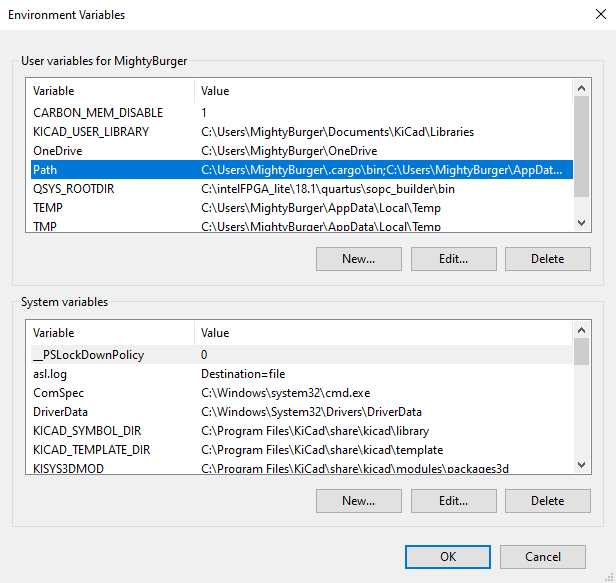 Environment Variables
User variables for MightyBurger
Variable Value
CARBON_MEM_DISABLE 1
KICAD_USER_LIBRARY C:\Users\MightyBurger\Documents\KiCad\Libraries
OneDrive C:\Users\MightyBurger\OneDrive
Path C:\Users\MightyBurger\.cargo\bin;C:\Users\MightyBurger\AppDat...
QSYS_ROOTDIR C:\intelFPGA_lite\18.1\quartus\sopc_builder\bin
TEMP C:\Users\MightyBurger\AppData\Local\Temp
TMP C:\Users\MightyBurger\AppData\Local\Temp
New... Edit... Delete
System variables
Variable Value
__PSLockDownPolicy 0
asl.log Destination=file
ComSpec C:\Windows\system32\cmd.exe
DriverData C:\Windows\System32\Drivers\DriverData
KICAD_SYMBOL_DIR C:\Program Files\KiCad\share\kicad\library
KICAD_TEMPLATE_DIR C:\Program Files\KiCad\share\kicad\template
KISYS3DMOD C:\Program Files\KiCad\share\kicad\modules\packages3d
New... Edit... Delete
OK Cancel